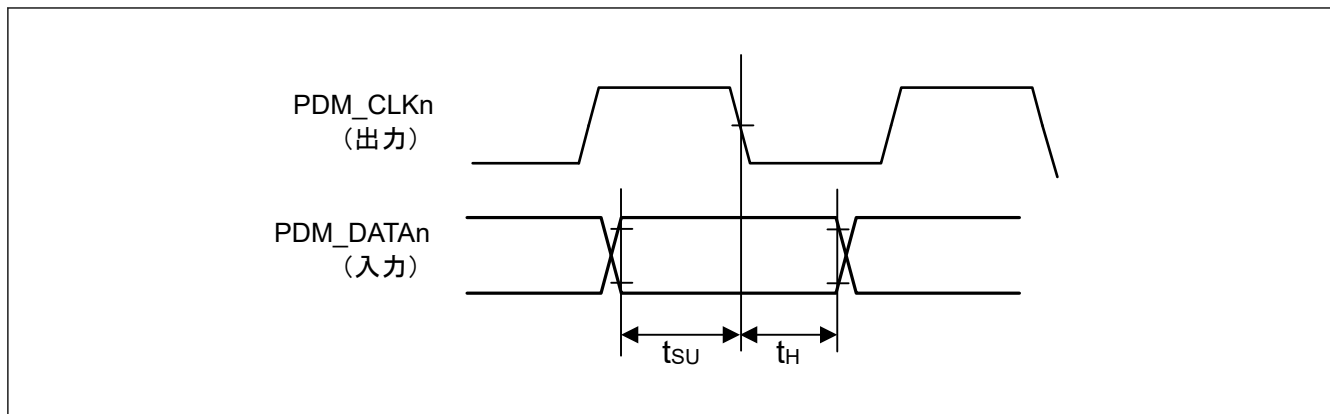 PDM_CLKn
（出力）
PDM_DATAn
（入力）
tSU
tH